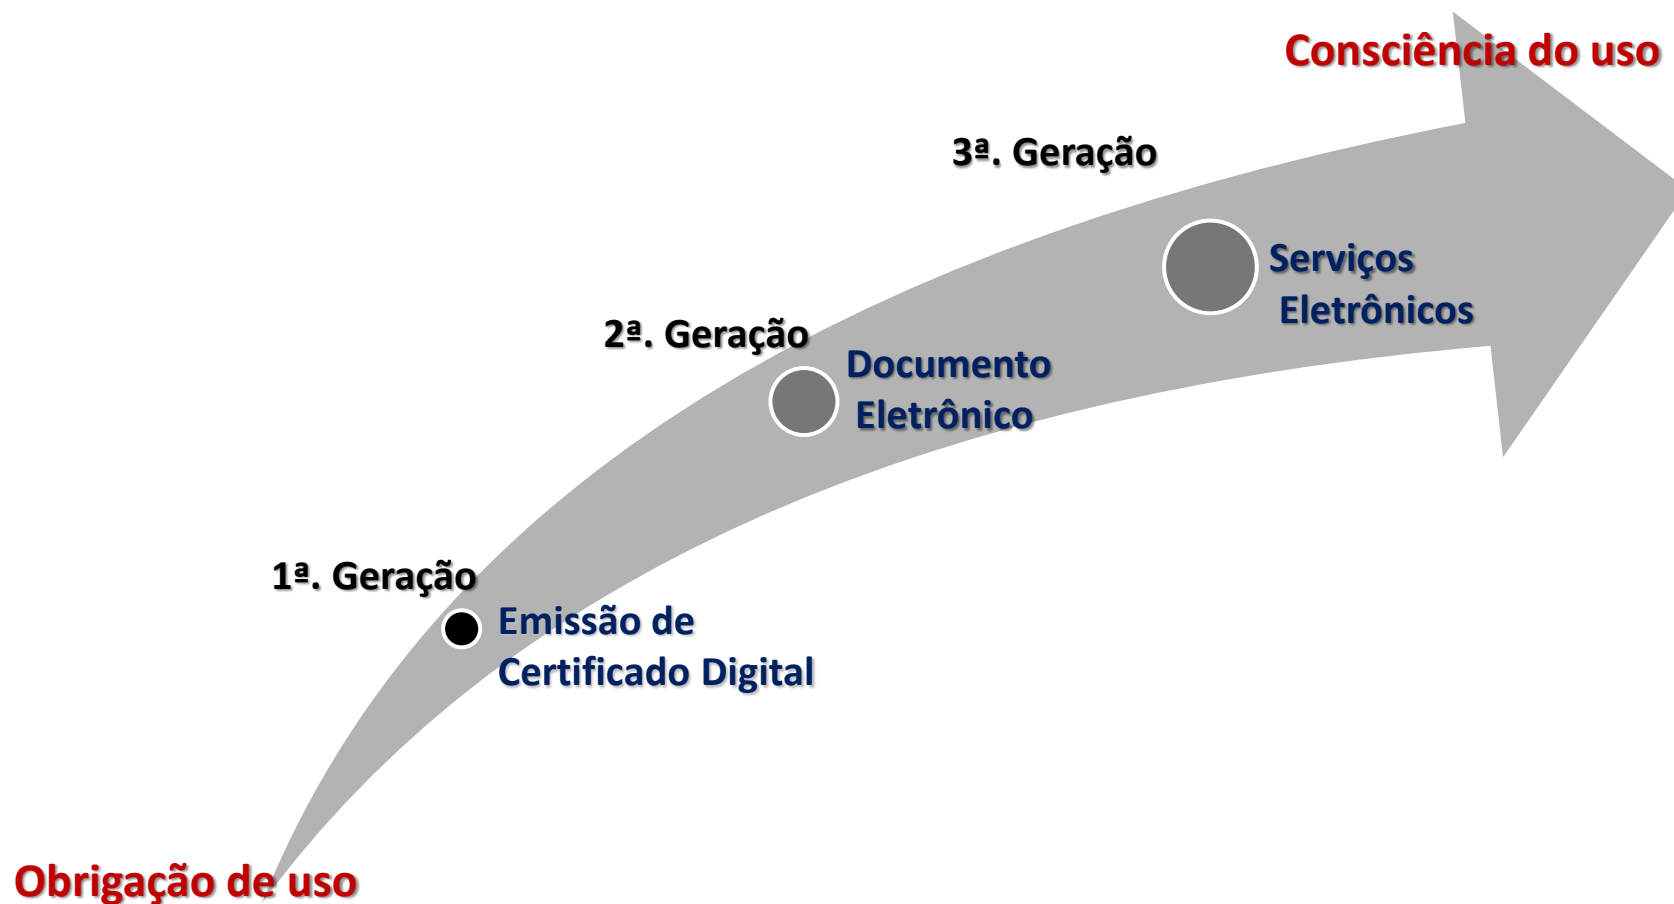 Consciência do uso
3ª. Geração
Serviços
Eletrônicos
2ª. Geração
Documento
Eletrônico
1ª. Geração
Emissão de
Certificado Digital
Obrigação de uso